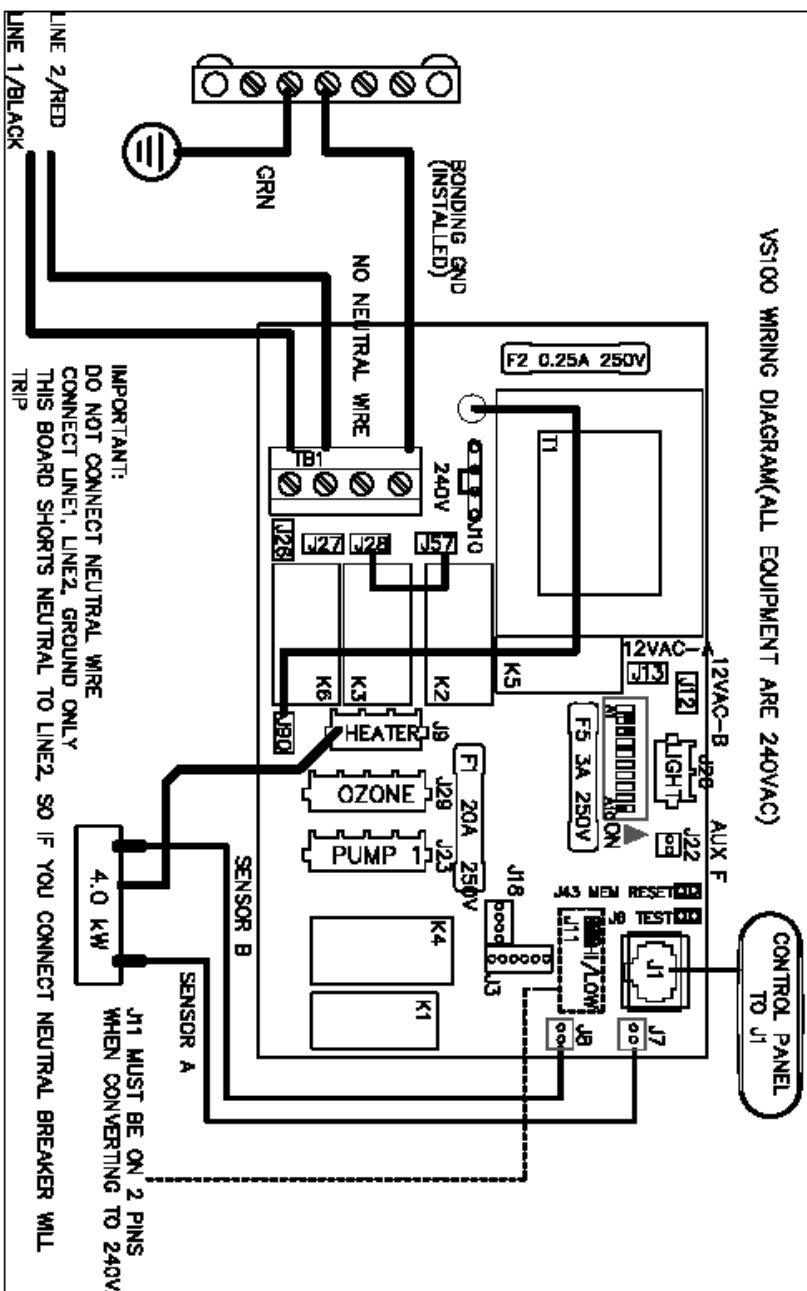 VS100 WIRING DIAGRAM(ALL EQUIPMENT ARE 240VAC)
LINE 2/RED
LINE 1/BLACK
GRN
BONDING GND
(INSTALLED)
NO NEUTRAL WIRE
IMPORTANT:
DO NOT CONNECT NEUTRAL WIRE
CONNECT LINE1, LINE2, GROUND ONLY
THIS BOARD SHORTS NEUTRAL TO LINE2, SO IF YOU CONNECT NEUTRAL BREAKER WILL
TRIP
F2 0.25A 250V
T1
TB1
240V
J10
J26
J27
J28
J57
K6
K3
K2
K5
J90
HEATER
J9
OZONE
J29
PUMP 1
J23
F1 20A 250V
12VAC-A
J13
12VAC-B
J12
F5 3A 250V
A1
A10
ON
LIGHT
J20
J22
AUX F
J43 MEM RESET
J6 TEST
J18
J3
J11
HI/LOW
J1
J8
J7
K4
K1
CONTROL PANEL
TO J1
SENSOR B
SENSOR A
4.0 kW
J11 MUST BE ON 2 PINS
WHEN CONVERTING TO 240V